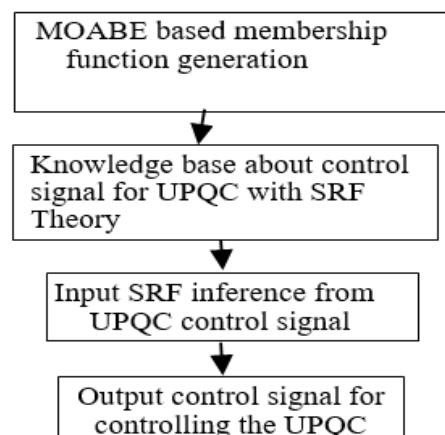 MOABE based membership
function generation
Knowledge base about control
signal for UPQC with SRF
Theory
Input SRF inference from
UPQC control signal
Output control signal for
controlling the UPQC